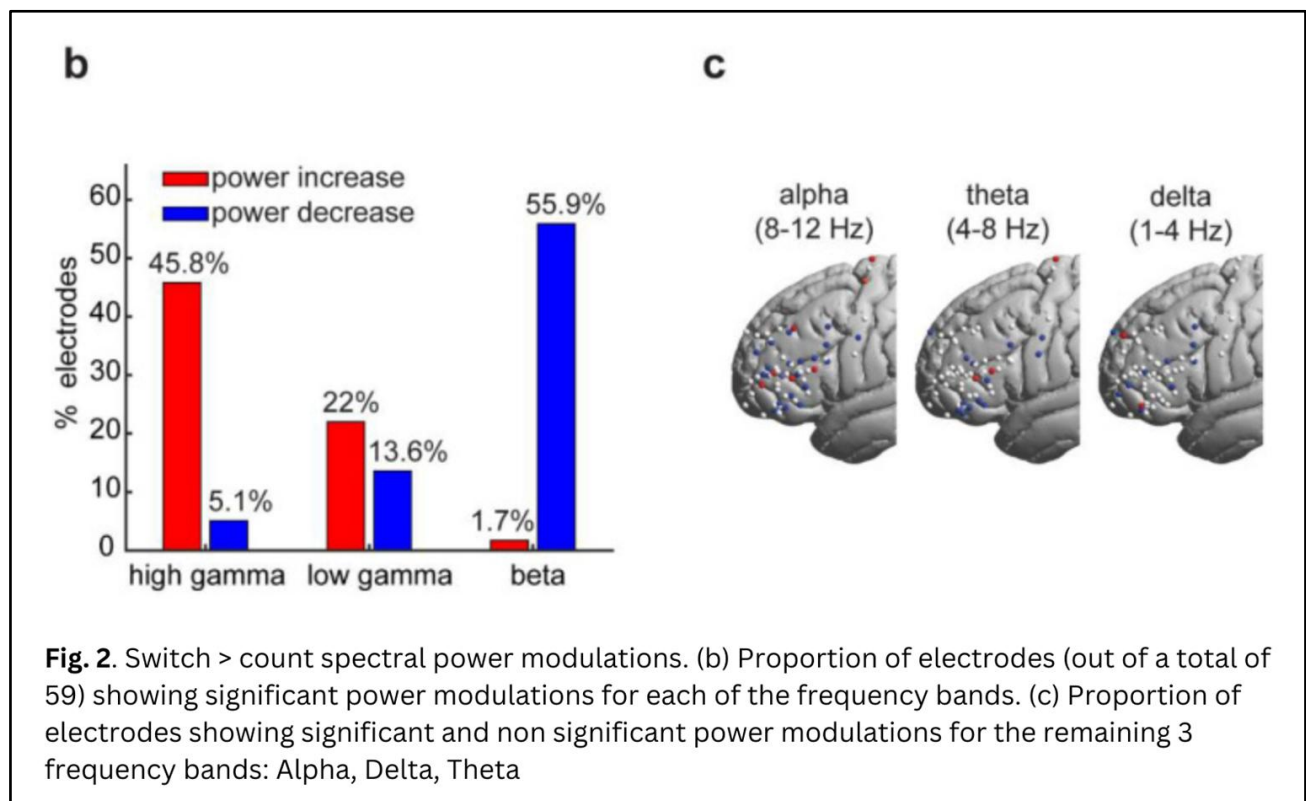 b
c
power increase
power decrease
% electrodes
60
50
40
30
20
10
0
45.8%
5.1%
22%
13.6%
1.7%
55.9%
high gamma
low gamma
beta
alpha
(8-12 Hz)
theta
(4-8 Hz)
delta
(1-4 Hz)
Fig. 2. Switch > count spectral power modulations. (b) Proportion of electrodes (out of a total of
59) showing significant power modulations for each of the frequency bands. (c) Proportion of
electrodes showing significant and non significant power modulations for the remaining 3
frequency bands: Alpha, Delta, Theta